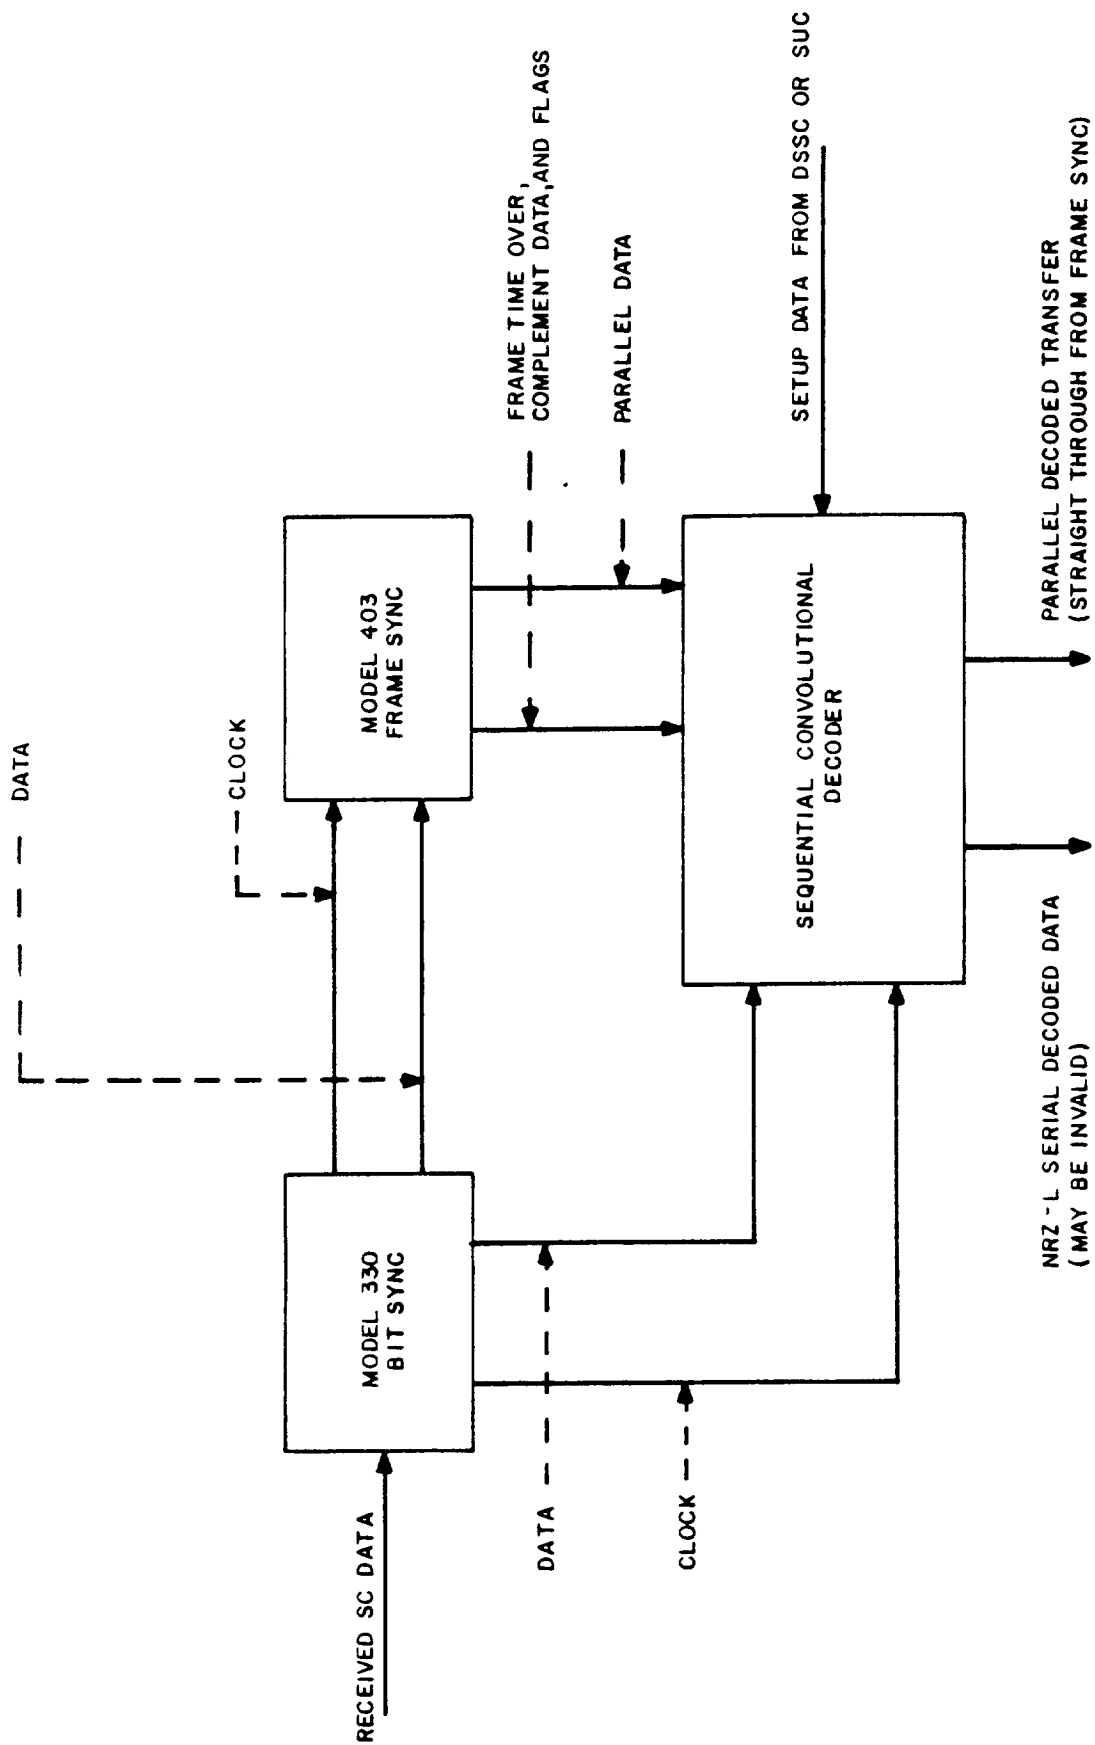 DATA
CLOCK
MODEL 403
FRAME SYNC
FRAME TIME OVER,
COMPLEMENT DATA, AND FLAGS
PARALLEL DATA
RECEIVED SC DATA
MODEL 330
BIT SYNC
DATA
CLOCK
SETUP DATA FROM DSSC OR SUC
SEQUENTIAL CONVOLUTIONAL
DECODER
NRZ-L SERIAL DECODED DATA
(MAY BE INVALID)
PARALLEL DECODED TRANSFER
(STRAIGHT THROUGH FROM FRAME SYNC)